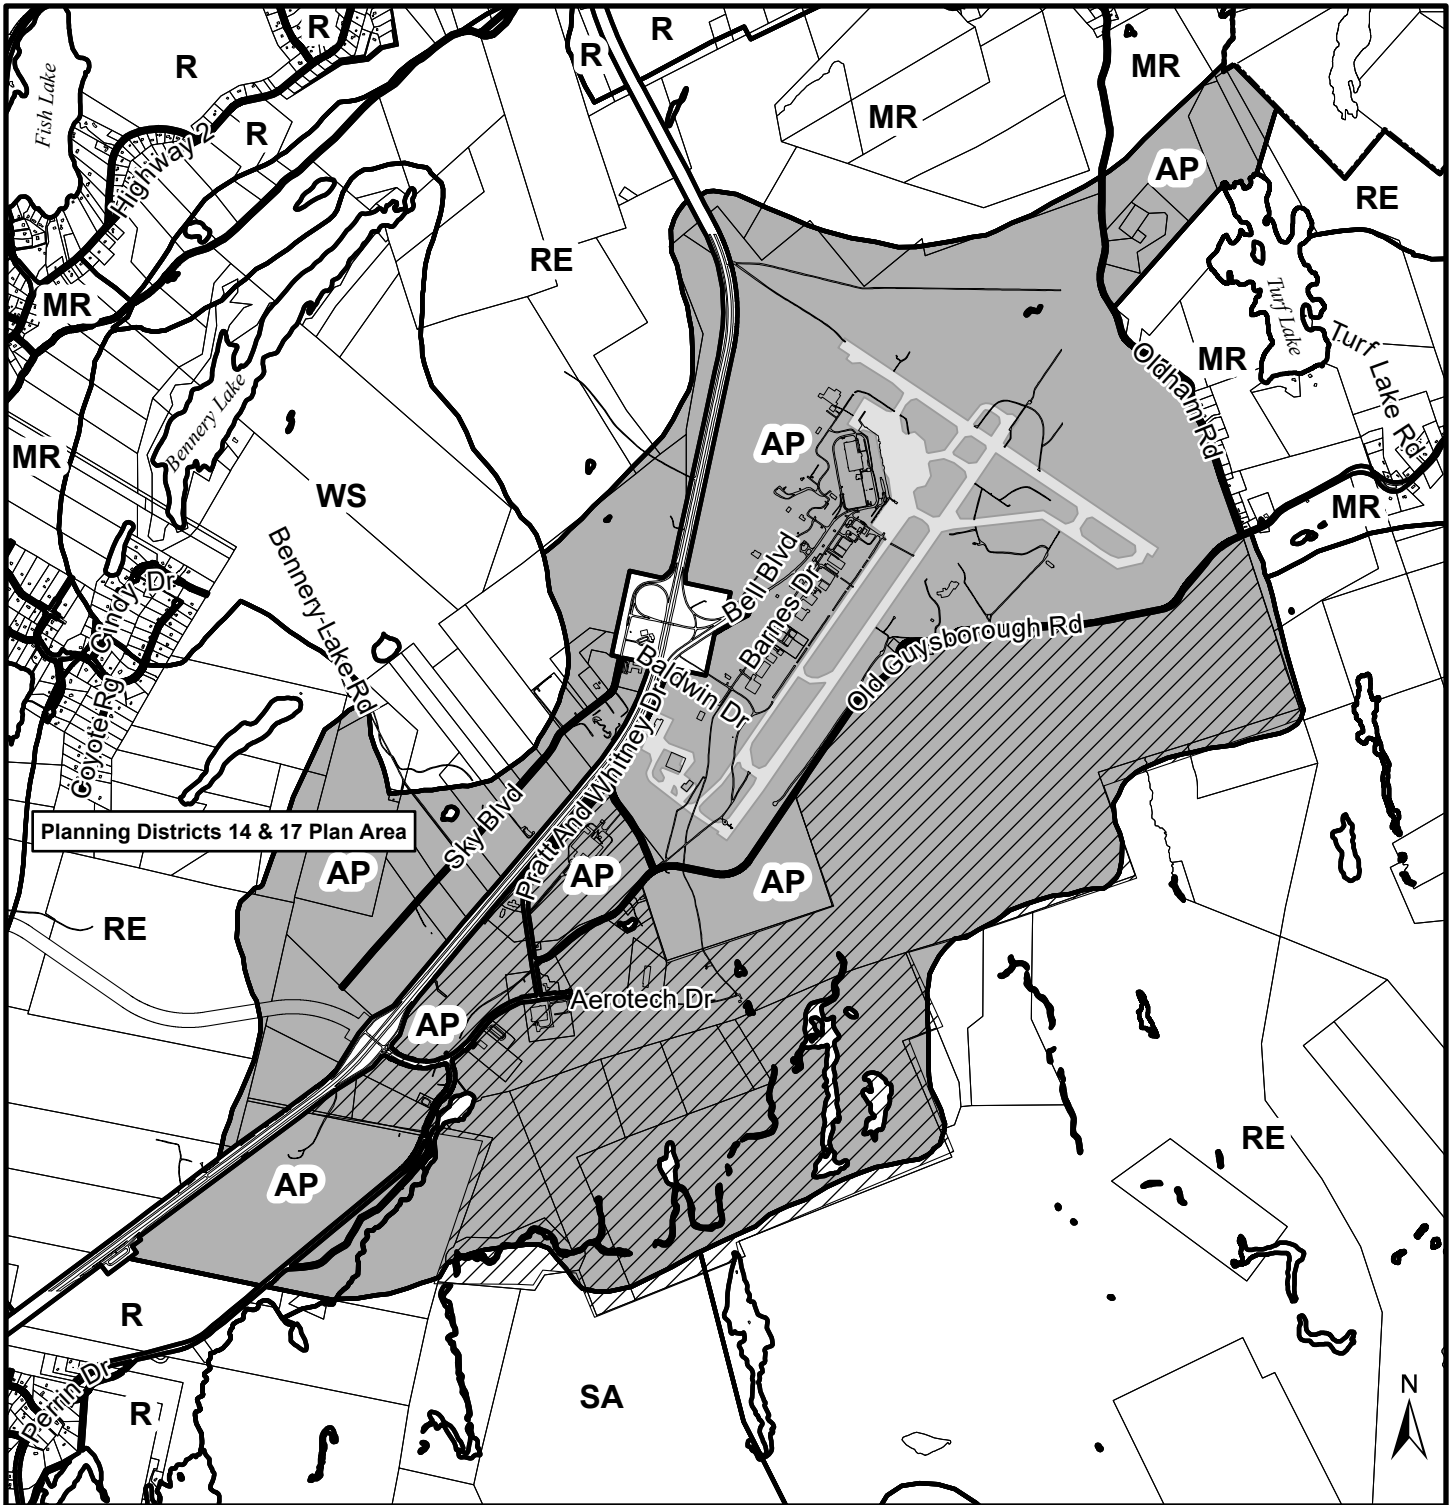 R
R
R
R
MR
Fish Lake
MR
Highway 2
R
AP
RE
RE
MR
Turf Lake
Turf Lake Rd
MR
Oldham Rd
Bennery Lake
AP
MR
WS
MR
Bennery Lake Rd
Cindy Dr
Bell Blvd
Barnes Dr
Old Guysborough Rd
Baldwin Dr
Coyote Rg
Pratt And Whitney Dr
Sky Blvd
Planning Districts 14 & 17 Plan Area
AP
AP
AP
RE
Aerotech Dr
AP
RE
AP
R
Perrin Dr
SA
R
N